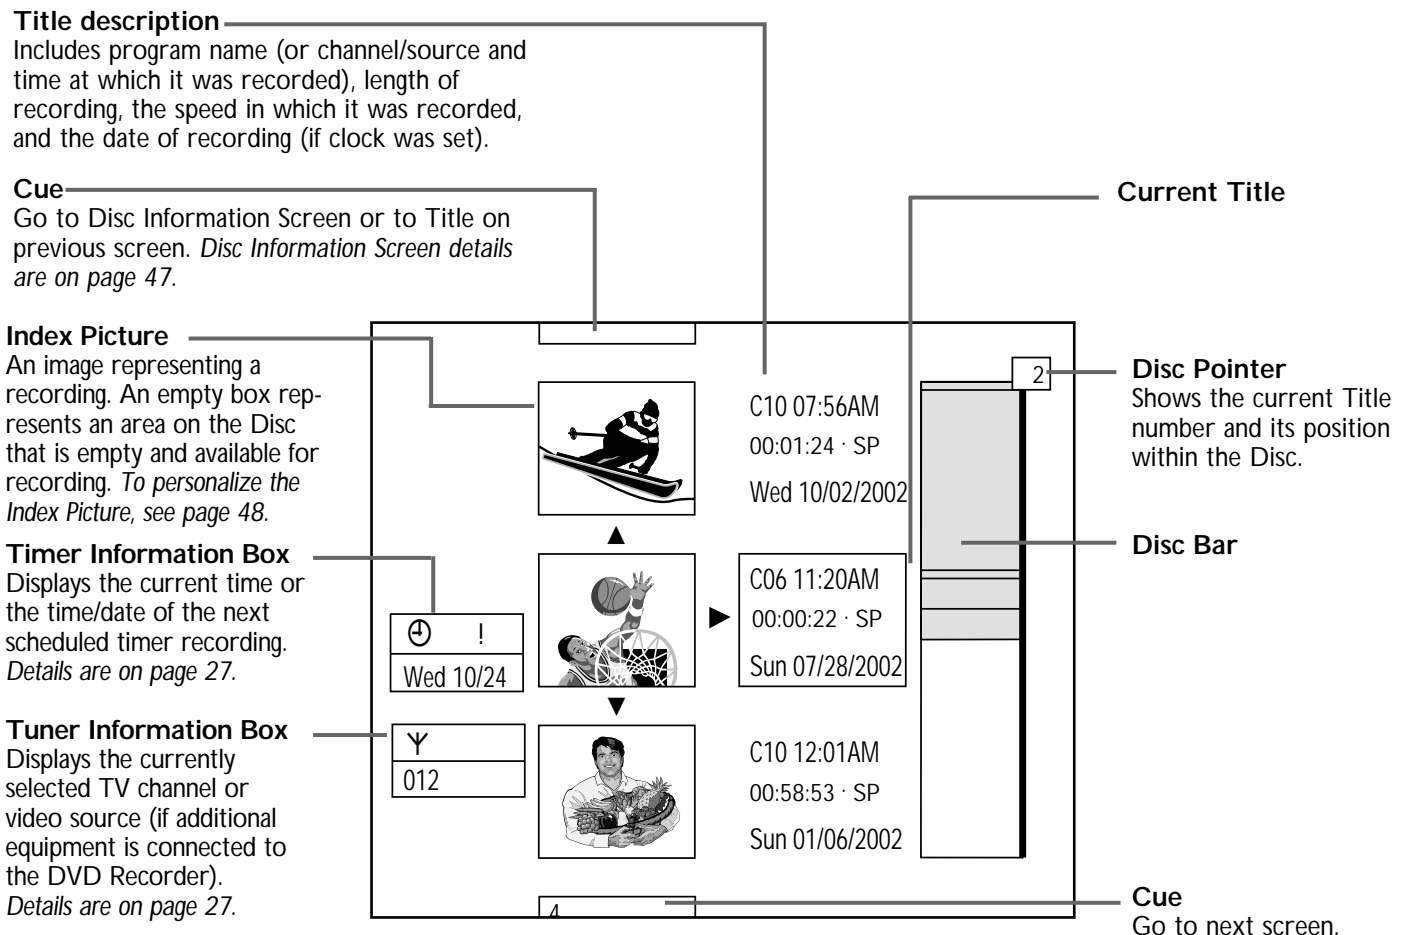 Title description
Includes program name (or channel/source and
time at which it was recorded), length of
recording, the speed in which it was recorded,
and the date of recording (if clock was set).
Cue
Go to Disc Information Screen or to Title on
previous screen. Disc Information Screen details
are on page 47.
Index Picture
An image representing a
recording. An empty box rep-
resents an area on the Disc
that is empty and available for
recording. To personalize the
Index Picture, see page 48.
Timer Information Box
Displays the current time or
the time/date of the next
scheduled timer recording.
Details are on page 27.
Tuner Information Box
Displays the currently
selected TV channel or
video source (if additional
equipment is connected to
the DVD Recorder).
Details are on page 27.
!
Wed 10/24
012
C10 07:56AM
00:01:24 · SP
Wed 10/02/2002
C06 11:20AM
00:00:22 · SP
Sun 07/28/2002
C10 12:01AM
00:58:53 · SP
Sun 01/06/2002
4
2
Current Title
Disc Pointer
Shows the current Title
number and its position
within the Disc.
Disc Bar
Cue
Go to next screen.